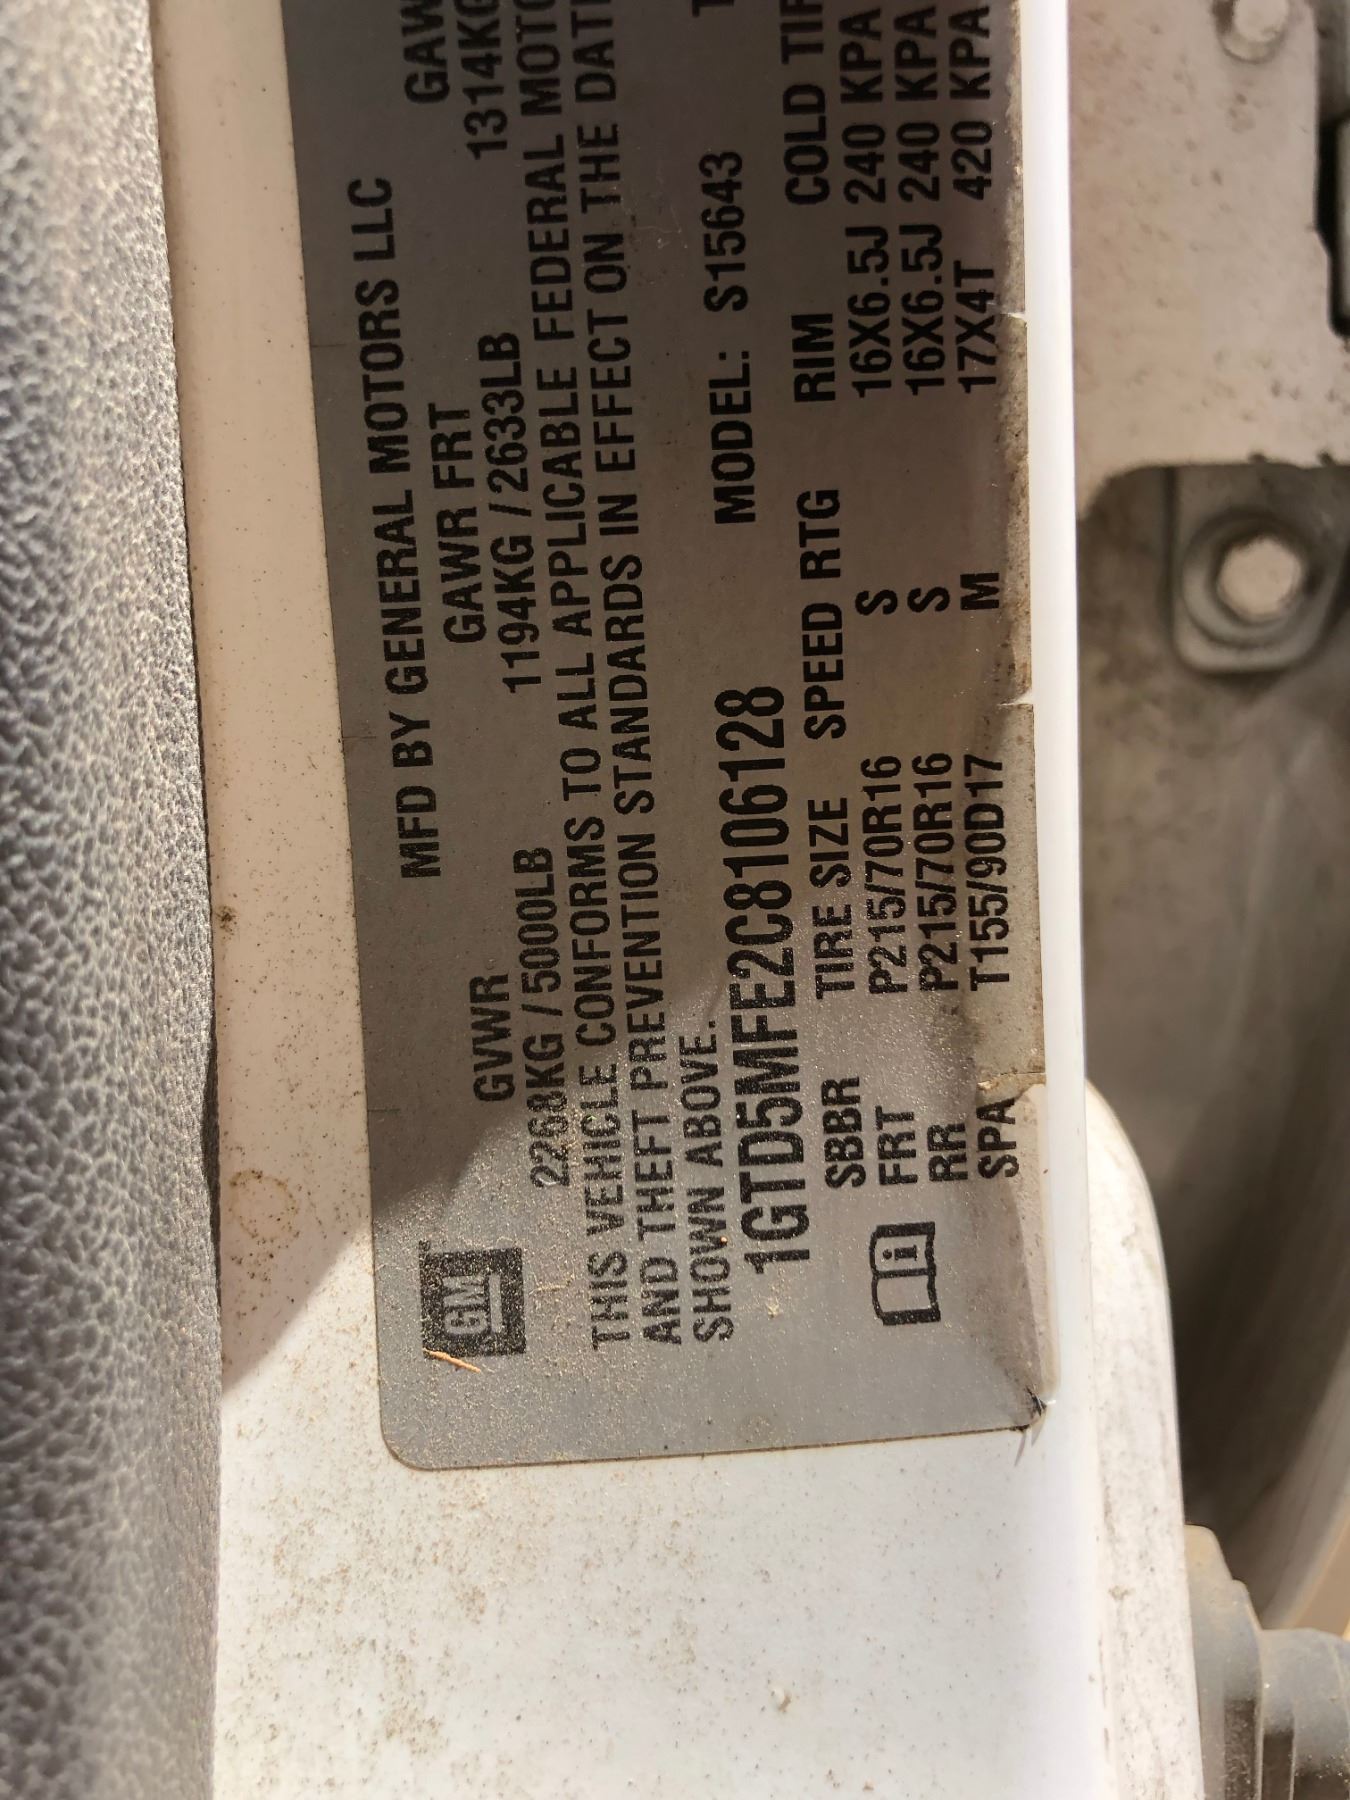 GM
MFD BY GENERAL MOTORS LLC
GVWR GAWR FRT GAW
2268KG / 5000LB 1194KG / 2633LB 1314KG
THIS VEHICLE CONFORMS TO ALL APPLICABLE FEDERAL MOTO
AND THEFT PREVENTION STANDARDS IN EFFECT ON THE DAT
SHOWN ABOVE.
1GTD5MFE2C8106128 MODEL: S15643 T
SBBR TIRE SIZE SPEED RTG RIM COLD TIR
FRT P215/70R16 S 16X6.5J 240 KPA
RR P215/70R16 S 16X6.5J 240 KPA
SPA T155/90D17 M 17X4T 420 KPA